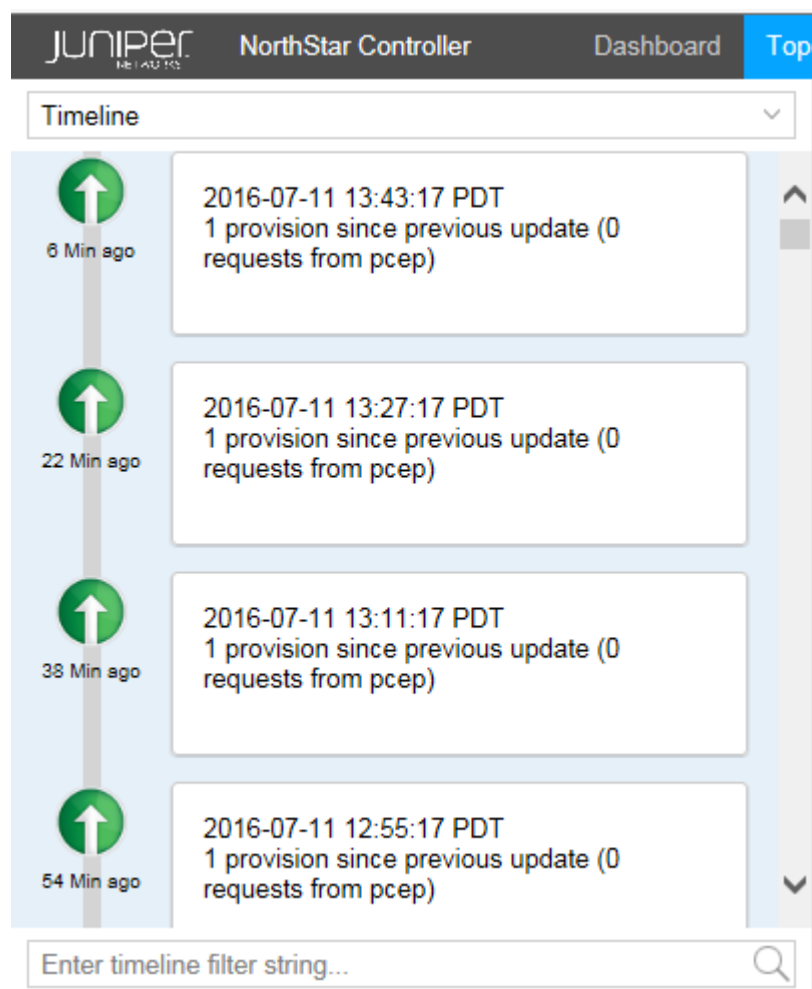 JUNIPER NETWORKS NorthStar Controller Dashboard Top
Timeline
2016-07-11 13:43:17 PDT
1 provision since previous update (0
requests from pcep)
6 Min ago
2016-07-11 13:27:17 PDT
1 provision since previous update (0
requests from pcep)
22 Min ago
2016-07-11 13:11:17 PDT
1 provision since previous update (0
requests from pcep)
38 Min ago
2016-07-11 12:55:17 PDT
1 provision since previous update (0
requests from pcep)
54 Min ago
Enter timeline filter string...